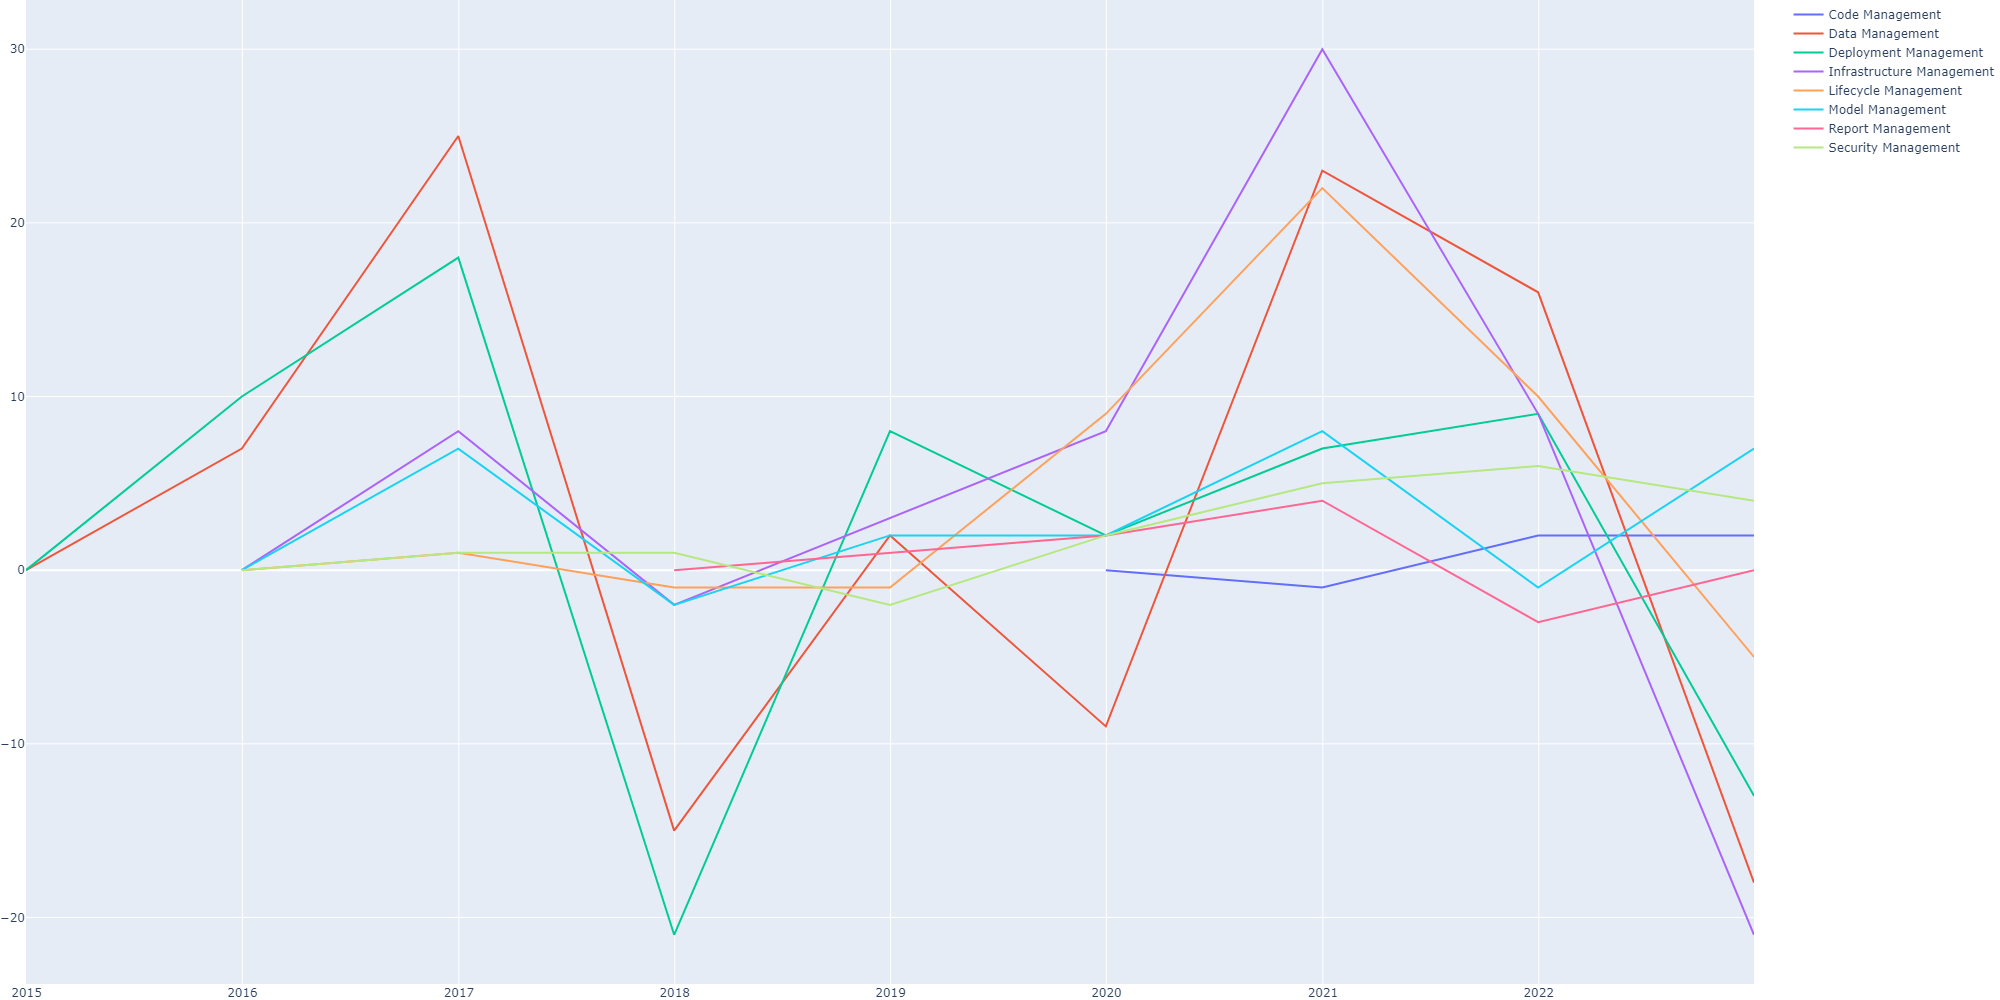 30
20
10
0
−10
−20
2015
2016
2017
2018
2019
2020
2021
2022
Code Management
Data Management
Deployment Management
Infrastructure Management
Lifecycle Management
Model Management
Report Management
Security Management